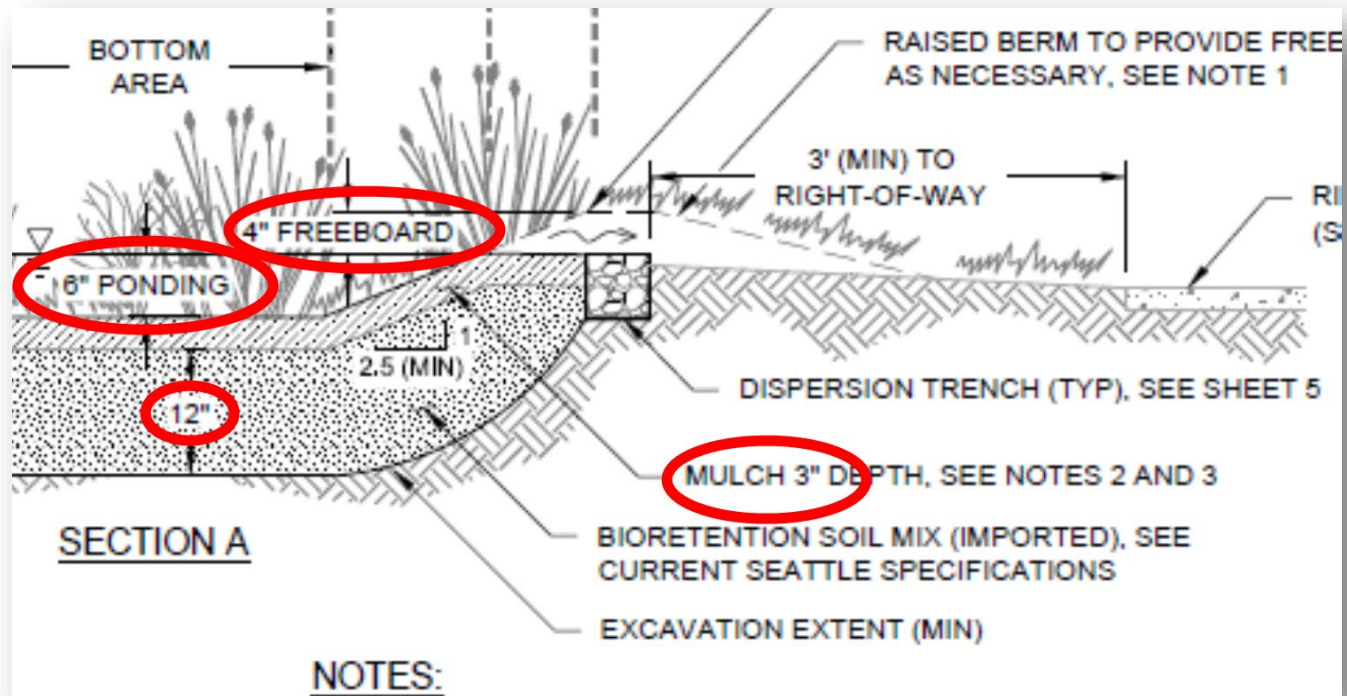 BOTTOM
AREA
RAISED BERM TO PROVIDE FREE
AS NECESSARY, SEE NOTE 1
3' (MIN) TO
RIGHT-OF-WAY
RI
4" FREEBOARD
6" PONDING
1
2.5 (MIN)
12"
DISPERSION TRENCH (TYP), SEE SHEET 5
MULCH 3" DEPTH, SEE NOTES 2 AND 3
SECTION A
BIORETENTION SOIL MIX (IMPORTED), SEE
CURRENT SEATTLE SPECIFICATIONS
EXCAVATION EXTENT (MIN)
NOTES: